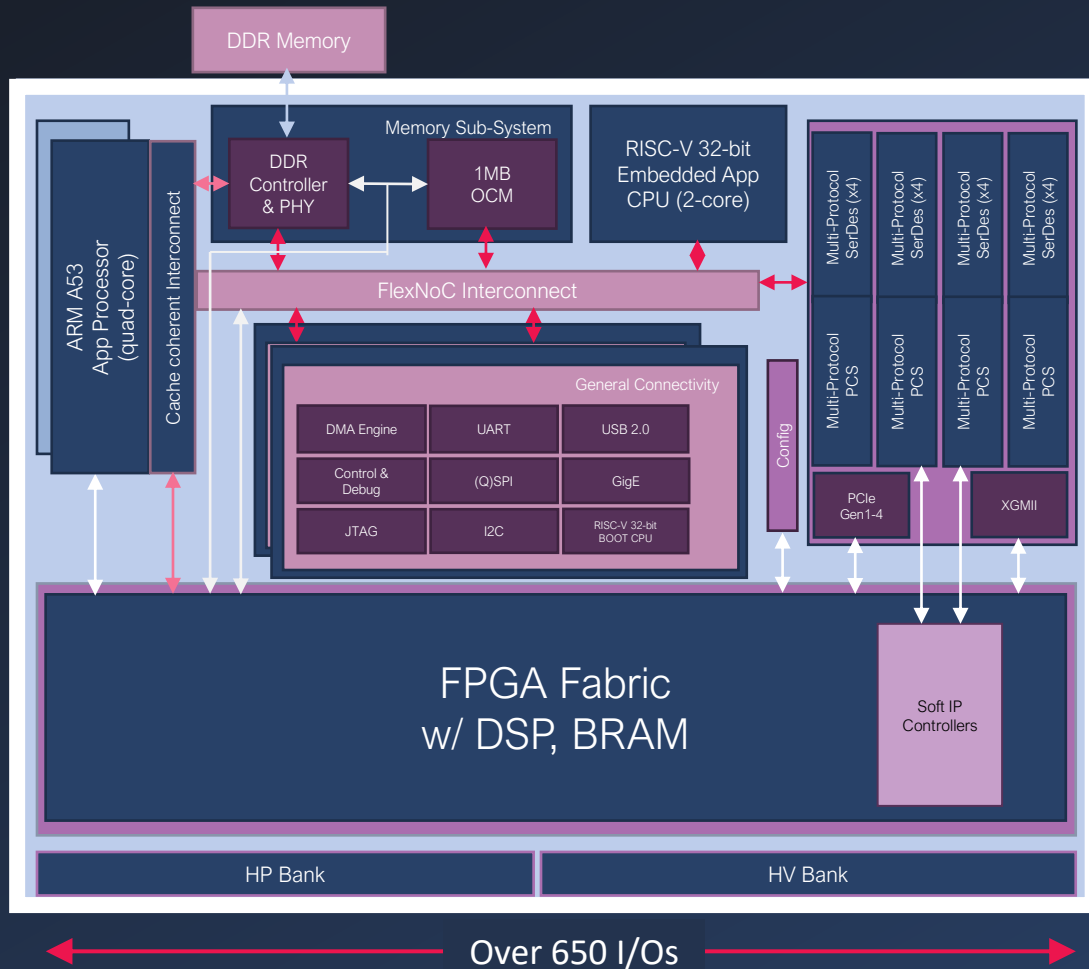 DDR Memory
Memory Sub-System
DDR
Controller
& PHY
1MB
OCM
RISC-V 32-bit
Embedded App
CPU (2-core)
ARM A53
App Processor
(quad-core)
Cache coherent Interconnect
FlexNoC Interconnect
Multi-Protocol
SerDes (x4)
Multi-Protocol
SerDes (x4)
Multi-Protocol
SerDes (x4)
Multi-Protocol
SerDes (x4)
Multi-Protocol
PCS
Multi-Protocol
PCS
Multi-Protocol
PCS
Multi-Protocol
PCS
General Connectivity
DMA Engine
UART
USB 2.0
Control &
Debug
(Q)SPI
GigE
JTAG
I2C
RISC-V 32-bit
BOOT CPU
Config
PCIe
Gen1-4
XGMII
FPGA Fabric
w/ DSP, BRAM
Soft IP
Controllers
HP Bank
HV Bank
Over 650 I/Os